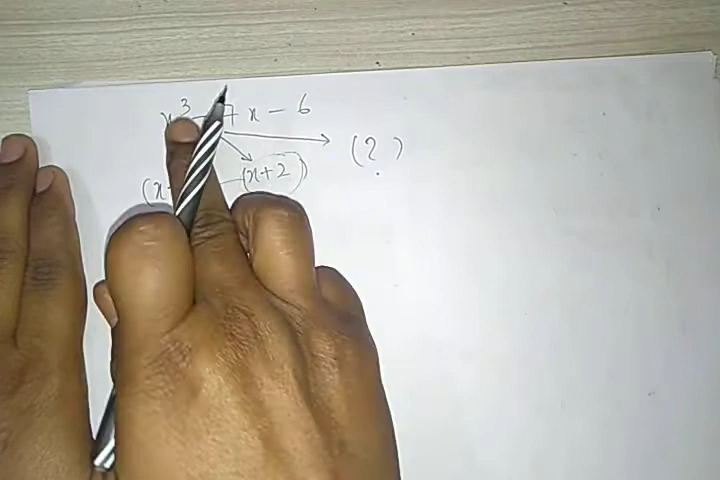 x³ - 7x - 6
(x (x+2) (?)